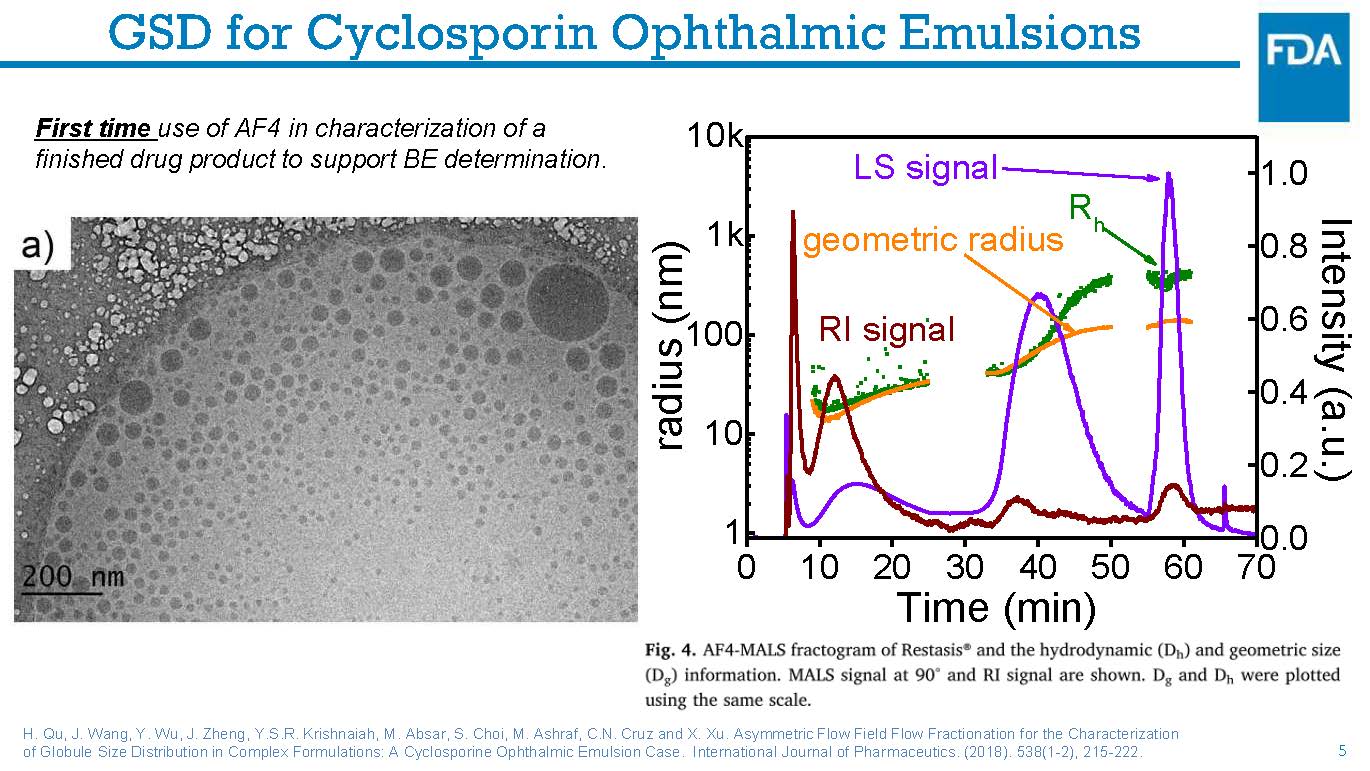 GSD for Cyclosporin Ophthalmic Emulsions
FDA
First time use of AF4 in characterization of a
finished drug product to support BE determination.
a)
200 nm
10k
1k
100
10
1
radius (nm)
LS signal
Rh
geometric radius
RI signal
1.0
0.8
0.6
0.4
0.2
0.0
Intensity (a.u.)
0 10 20 30 40 50 60 70
Time (min)
Fig. 4. AF4-MALS fractogram of Restasis® and the hydrodynamic (Dh) and geometric size
(Dg) information. MALS signal at 90° and RI signal are shown. Dg and Dh were plotted
using the same scale.
H. Qu, J. Wang, Y. Wu, J. Zheng, Y.S.R. Krishnaiah, M. Absar, S. Choi, M. Ashraf, C.N. Cruz and X. Xu. Asymmetric Flow Field Flow Fractionation for the Characterization
of Globule Size Distribution in Complex Formulations: A Cyclosporine Ophthalmic Emulsion Case. International Journal of Pharmaceutics. (2018). 538(1-2), 215-222.
5